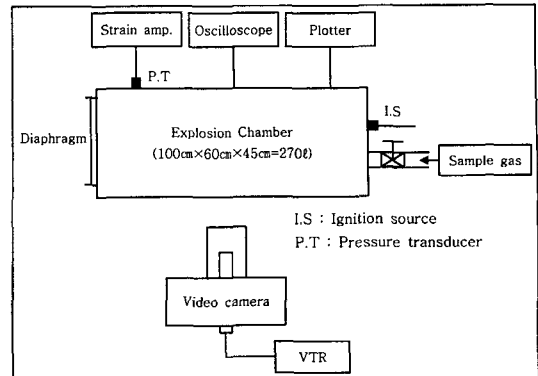 Strain amp.
Oscilloscope
Plotter
P.T
I.S
Diaphragm
Explosion Chamber
(100㎝×60㎝×45㎝=270ℓ)
Sample gas
I.S : Ignition source
P.T : Pressure transducer
Video camera
VTR